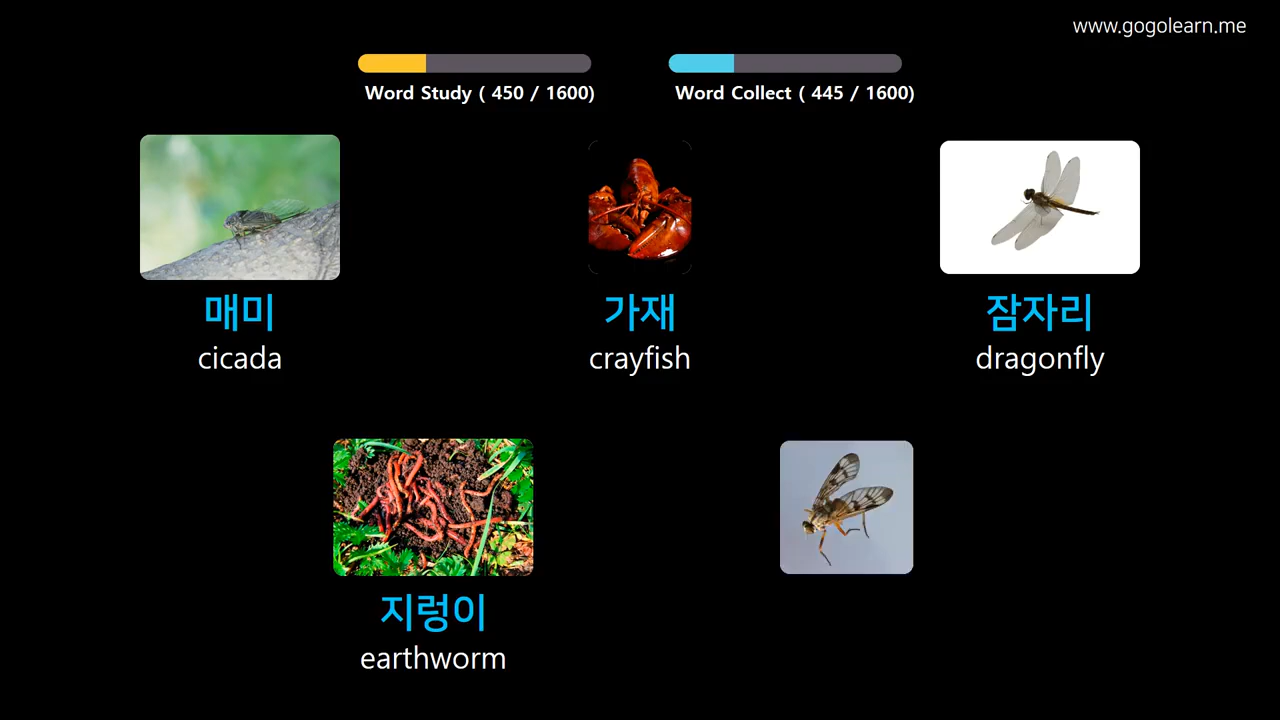 www.gogolearn.me
Word Study ( 450 / 1600)
Word Collect ( 445 / 1600)
매미
cicada
가재
crayfish
잠자리
dragonfly
지렁이
earthworm